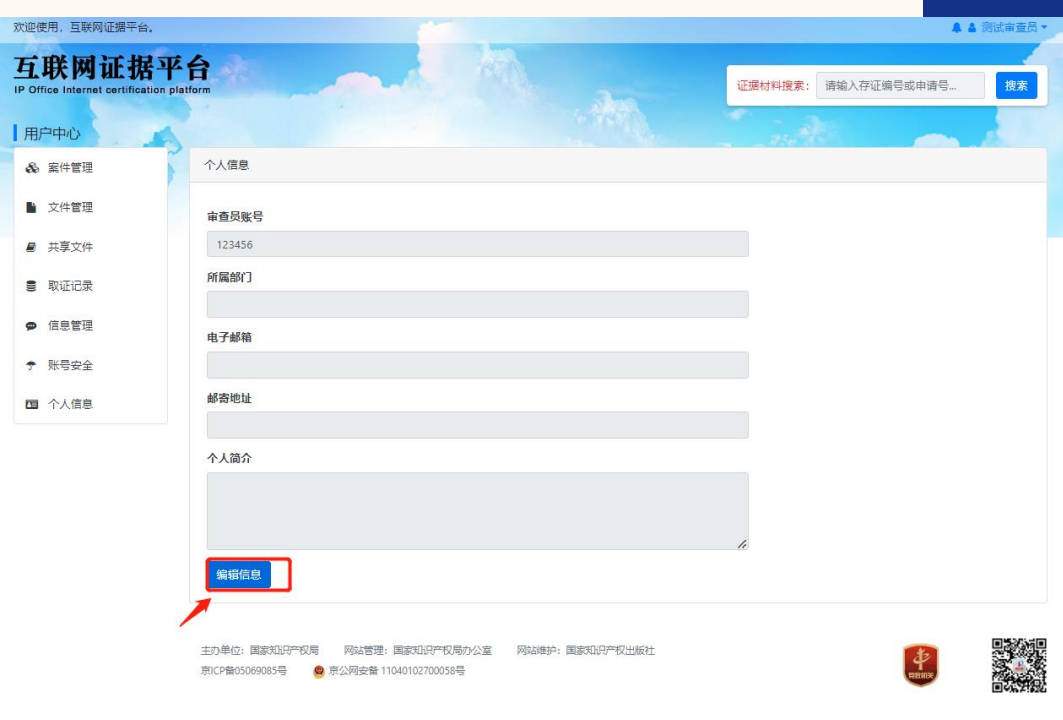 欢迎使用，互联网证据平台。
测试审查员
互联网证据平台
IP Office Internet certification platform
证据材料搜索：
请输入存证编号或申请号...
搜索
用户中心
案件管理
文件管理
共享文件
取证记录
信息管理
账号安全
个人信息
个人信息
审查员账号
123456
所属部门
电子邮箱
邮寄地址
个人简介
编辑信息
主办单位：国家知识产权局 网站管理：国家知识产权局办公室 网站维护：国家知识产权出版社
京ICP备05069085号 京公网安备 11040102700058号
党政机关